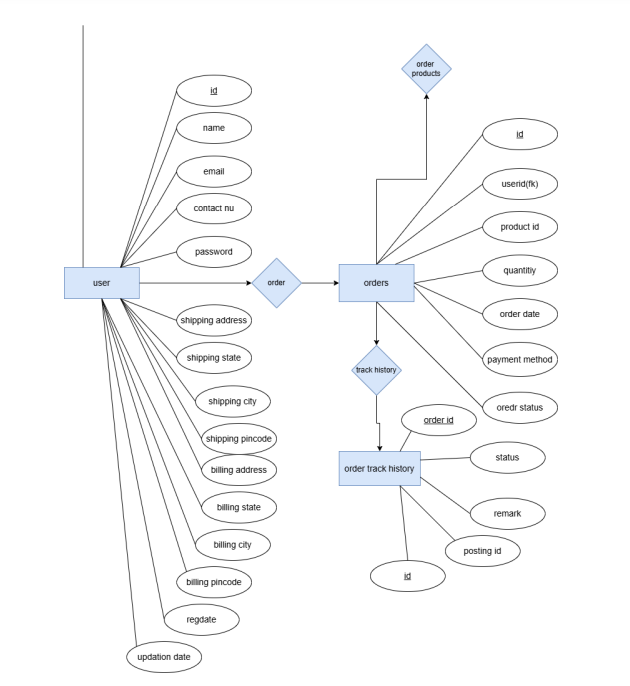 order
products
id
name
email
contact nu
password
user
order
orders
id
userid(fk)
product id
quantitiy
order date
payment method
oredr status
shipping address
shipping state
shipping city
shipping pincode
billing address
billing state
billing city
billing pincode
regdate
updation date
track history
order id
order track history
status
remark
posting id
id